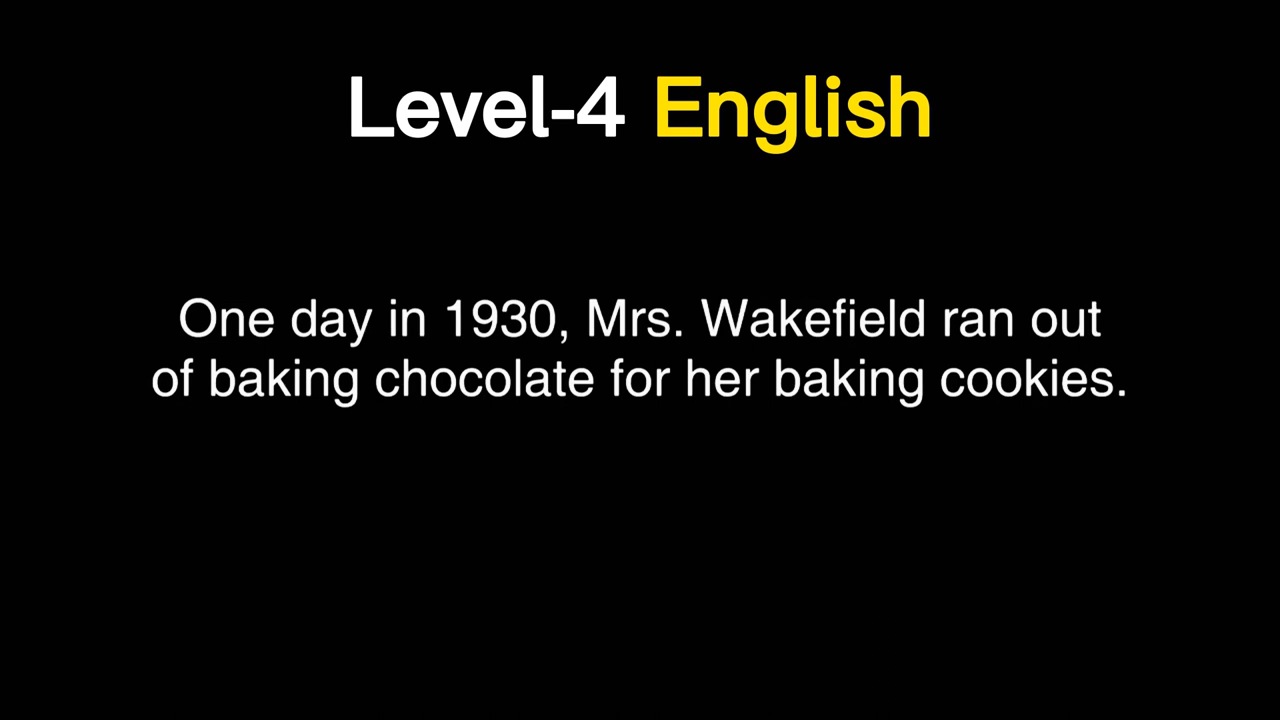 Level-4 English
One day in 1930, Mrs. Wakefield ran out
of baking chocolate for her baking cookies.